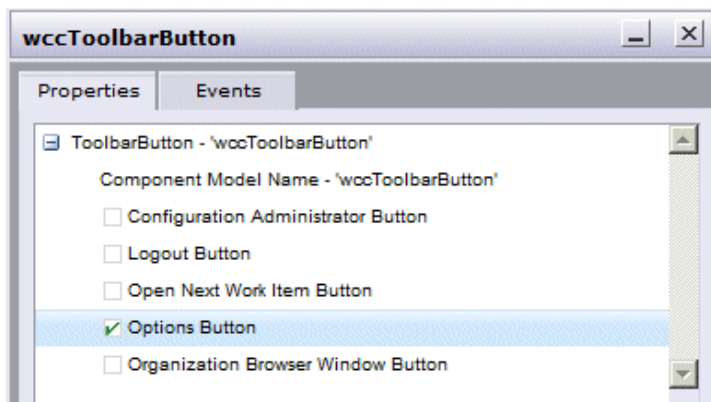 wccToolbarButton
Properties Events
ToolbarButton - 'wccToolbarButton'
Component Model Name - 'wccToolbarButton'
Configuration Administrator Button
Logout Button
Open Next Work Item Button
Options Button
Organization Browser Window Button